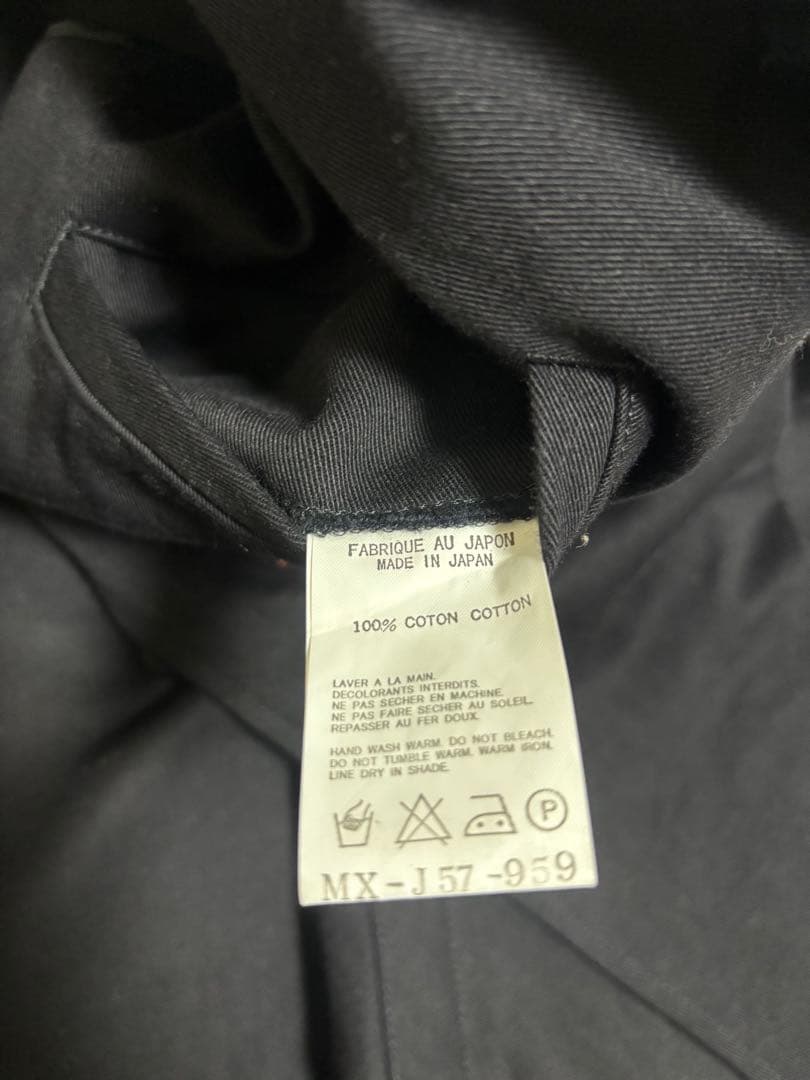 FABRIQUE AU JAPON
MADE IN JAPAN
100% COTON COTTON
LAVER A LA MAIN.
DECOLORANTS INTERDITS.
NE PAS SECHER EN MACHINE.
NE PAS FAIRE SECHER AU SOLEIL.
REPASSER AU FER DOUX.
HAND WASH WARM. DO NOT BLEACH.
DO NOT TUMBLE WARM. WARM IRON.
LINE DRY IN SHADE.
P
MX-J57-959